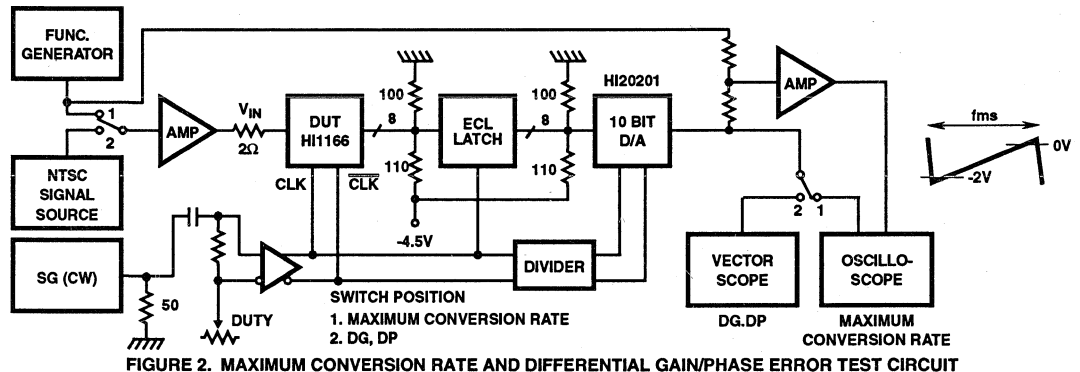 FUNC.
GENERATOR
1
2
NTSC
SIGNAL
SOURCE
SG (CW)
50
AMP
VIN
2Ω
DUT
HI1166
CLK
CLK
8
100
110
-4.5V
ECL
LATCH
8
100
110
HI20201
10 BIT
D/A
AMP
DIVIDER
DUTY
SWITCH POSITION
1. MAXIMUM CONVERSION RATE
2. DG, DP
2
1
VECTOR
SCOPE
DG.DP
OSCILLO-
SCOPE
MAXIMUM
CONVERSION RATE
fms
0V
-2V
FIGURE 2. MAXIMUM CONVERSION RATE AND DIFFERENTIAL GAIN/PHASE ERROR TEST CIRCUIT